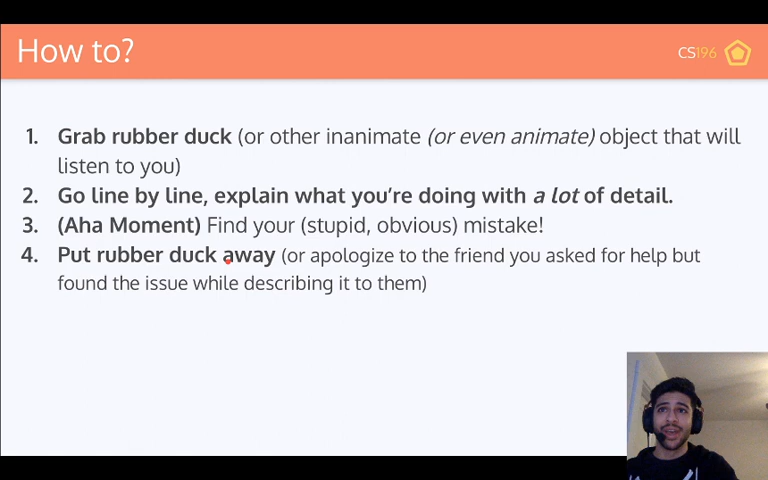 How to?
CS196
1. Grab rubber duck (or other inanimate (or even animate) object that will
listen to you)
2. Go line by line, explain what you're doing with a lot of detail.
3. (Aha Moment) Find your (stupid, obvious) mistake!
4. Put rubber duck away (or apologize to the friend you asked for help but
found the issue while describing it to them)